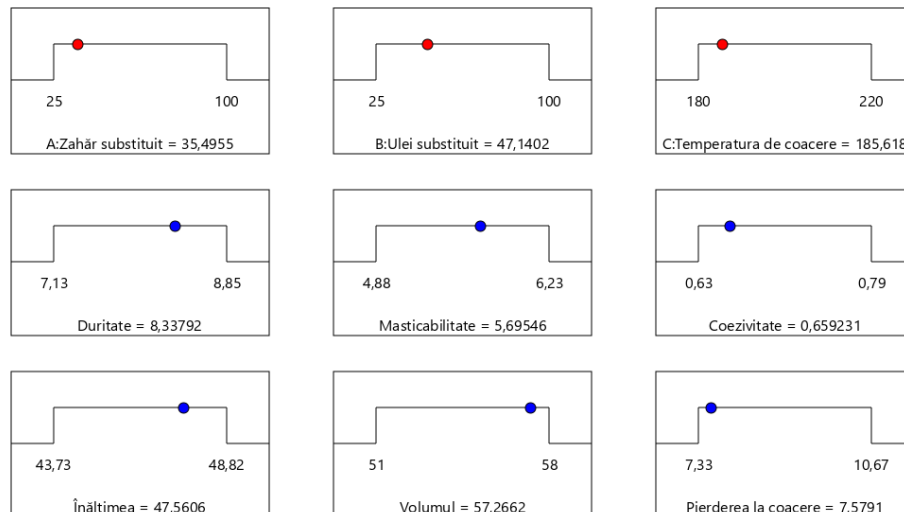 25 100
A:Zahăr substituit = 35,4955
25 100
B:Ulei substituit = 47,1402
180 220
C:Temperatura de coacere = 185,618
7,13 8,85
Duritate = 8,33792
4,88 6,23
Masticabilitate = 5,69546
0,63 0,79
Coezivitate = 0,659231
43,73 48,82
Înălțimea = 47,5606
51 58
Volumul = 57,2662
7,33 10,67
Pierderea la coacere = 7,5791